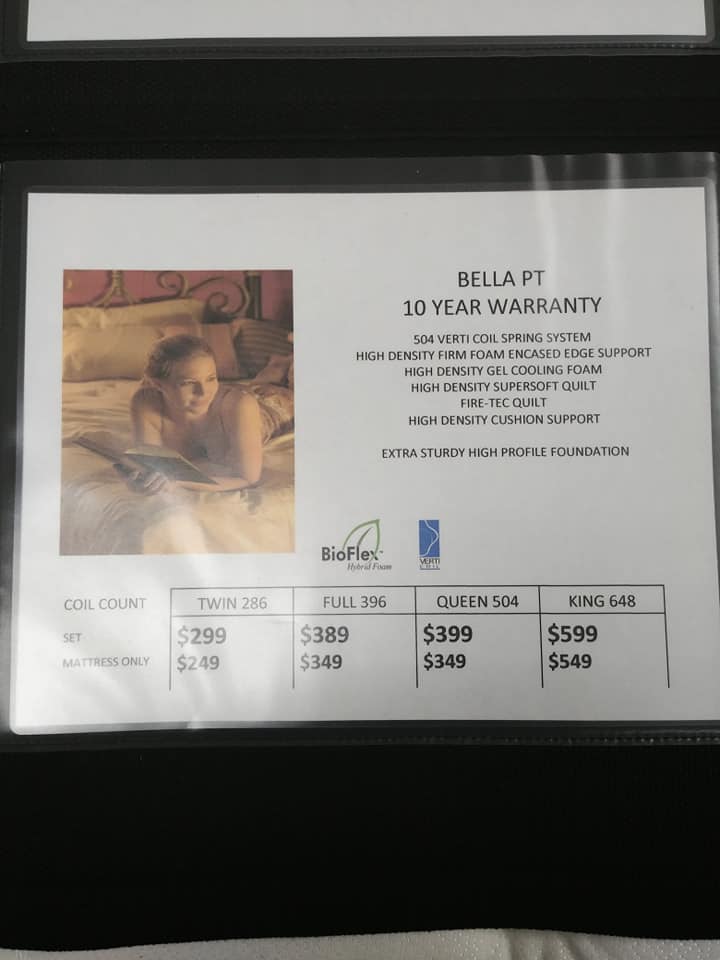 BELLA PT
10 YEAR WARRANTY
504 VERTI COIL SPRING SYSTEM
HIGH DENSITY FIRM FOAM ENCASED EDGE SUPPORT
HIGH DENSITY GEL COOLING FOAM
HIGH DENSITY SUPERSOFT QUILT
FIRE-TEC QUILT
HIGH DENSITY CUSHION SUPPORT
EXTRA STURDY HIGH PROFILE FOUNDATION
BioFlex™
Hybrid Foam
VERTI
COIL
COIL COUNT TWIN 286 FULL 396 QUEEN 504 KING 648
SET $299 $389 $399 $599
MATTRESS ONLY $249 $349 $349 $549